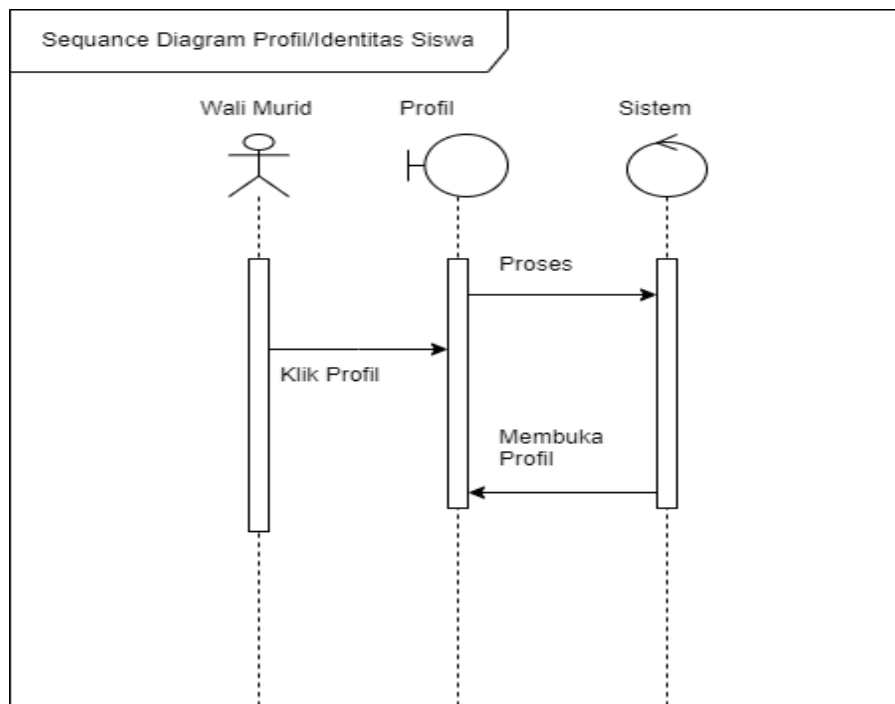 Sequance Diagram Profil/Identitas Siswa
Wali Murid
Profil
Sistem
Proses
Klik Profil
Membuka
Profil